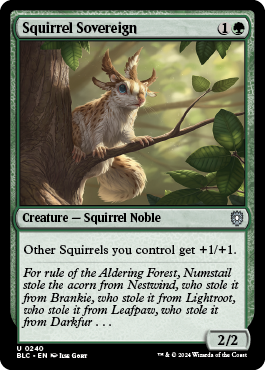 Squirrel Sovereign 1
Creature — Squirrel Noble
Other Squirrels you control get +1/+1.
For rule of the Aldering Forest, Numstail
stole the acorn from Nestwind, who stole it
from Brankie, who stole it from Lightroot,
who stole it from Leafpaw, who stole it
from Darkfur . . .
2/2
U 0240
BLC • EN Ilse Gort
™ & © 2024 Wizards of the Coast